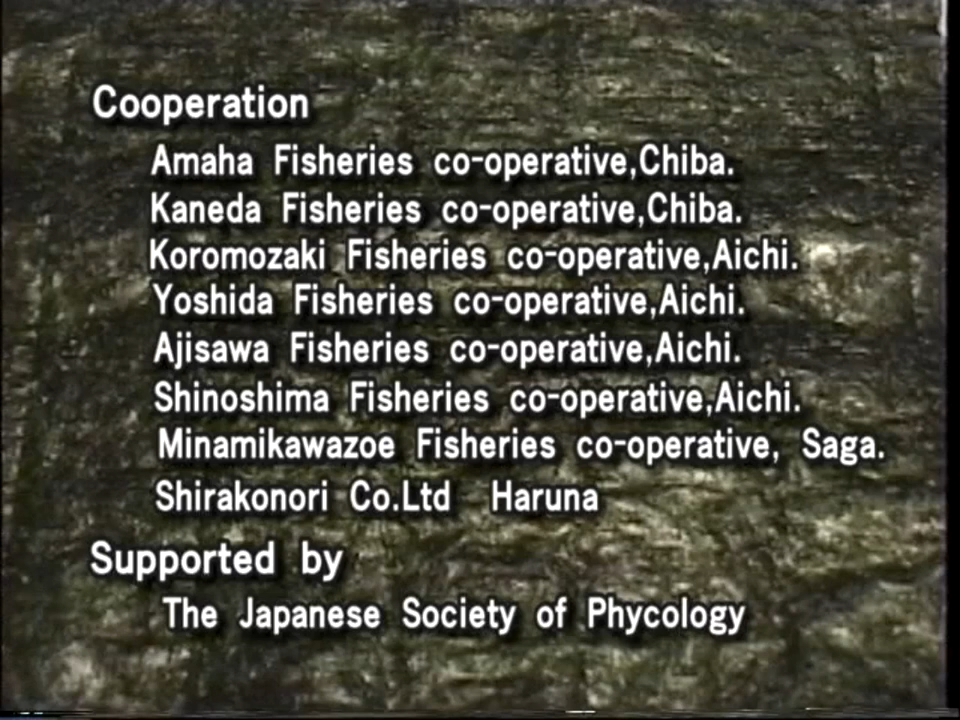 Cooperation
Amaha Fisheries co-operative,Chiba.
Kaneda Fisheries co-operative,Chiba.
Koromozaki Fisheries co-operative,Aichi.
Yoshida Fisheries co-operative,Aichi.
Ajisawa Fisheries co-operative,Aichi.
Shinoshima Fisheries co-operative,Aichi.
Minamikawazoe Fisheries co-operative, Saga.
Shirakonori Co.Ltd Haruna
Supported by
The Japanese Society of Phycology